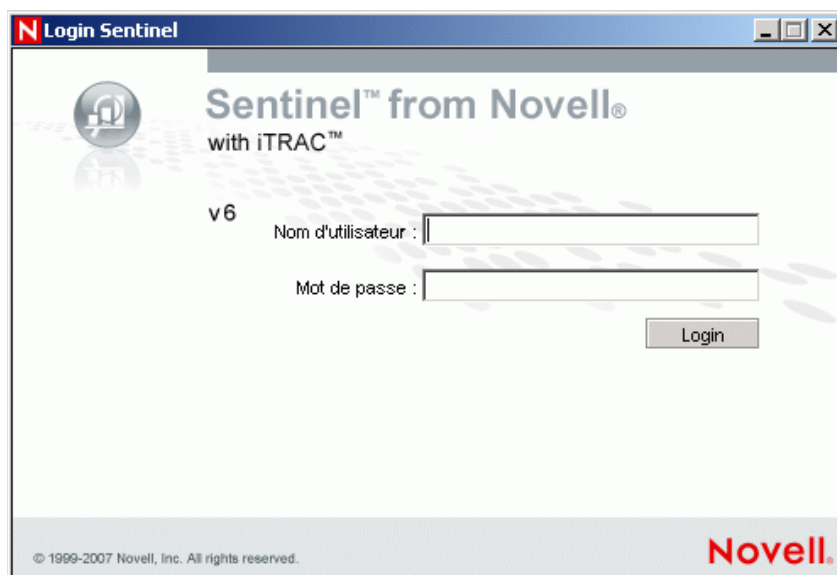 N Login Sentinel
Sentinel™ from Novell®
with iTRAC™
v6
Nom d'utilisateur :
Mot de passe :
Login
© 1999-2007 Novell, Inc. All rights reserved.
Novell.